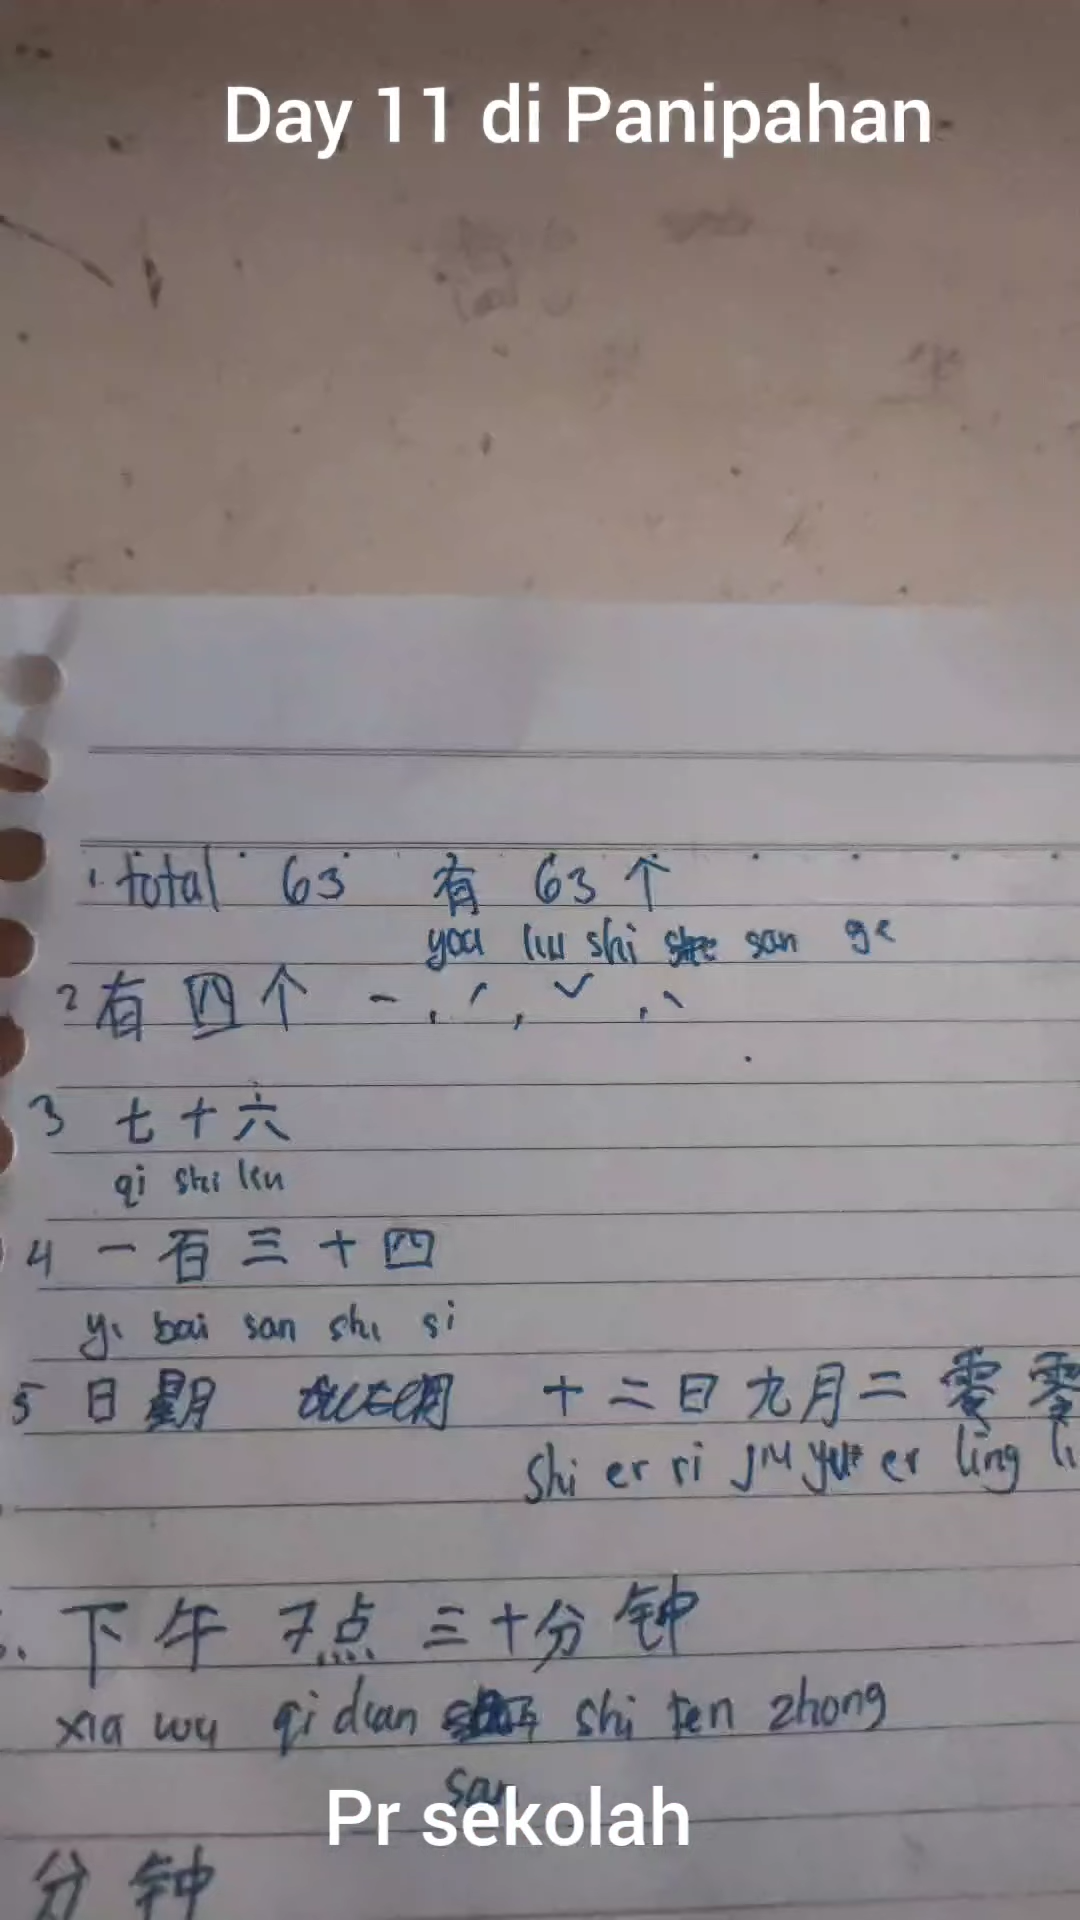 Day 11 di Panipahan
1. total 63 有 63 个
you liu shi san ge
2 有 四 个 - . ˊ , ˇ . ˋ
3 七 十 六
qi shi liu
4 一 百 三 十 四
yi bai san shi si
5 日 星期 十 二 日 九 月 二 零 零
shi er ri jiu yue er ling li
下 午 7点 三 十 分 钟
xia wu qi dian shi fen zhong
san
Pr sekolah
分 钟